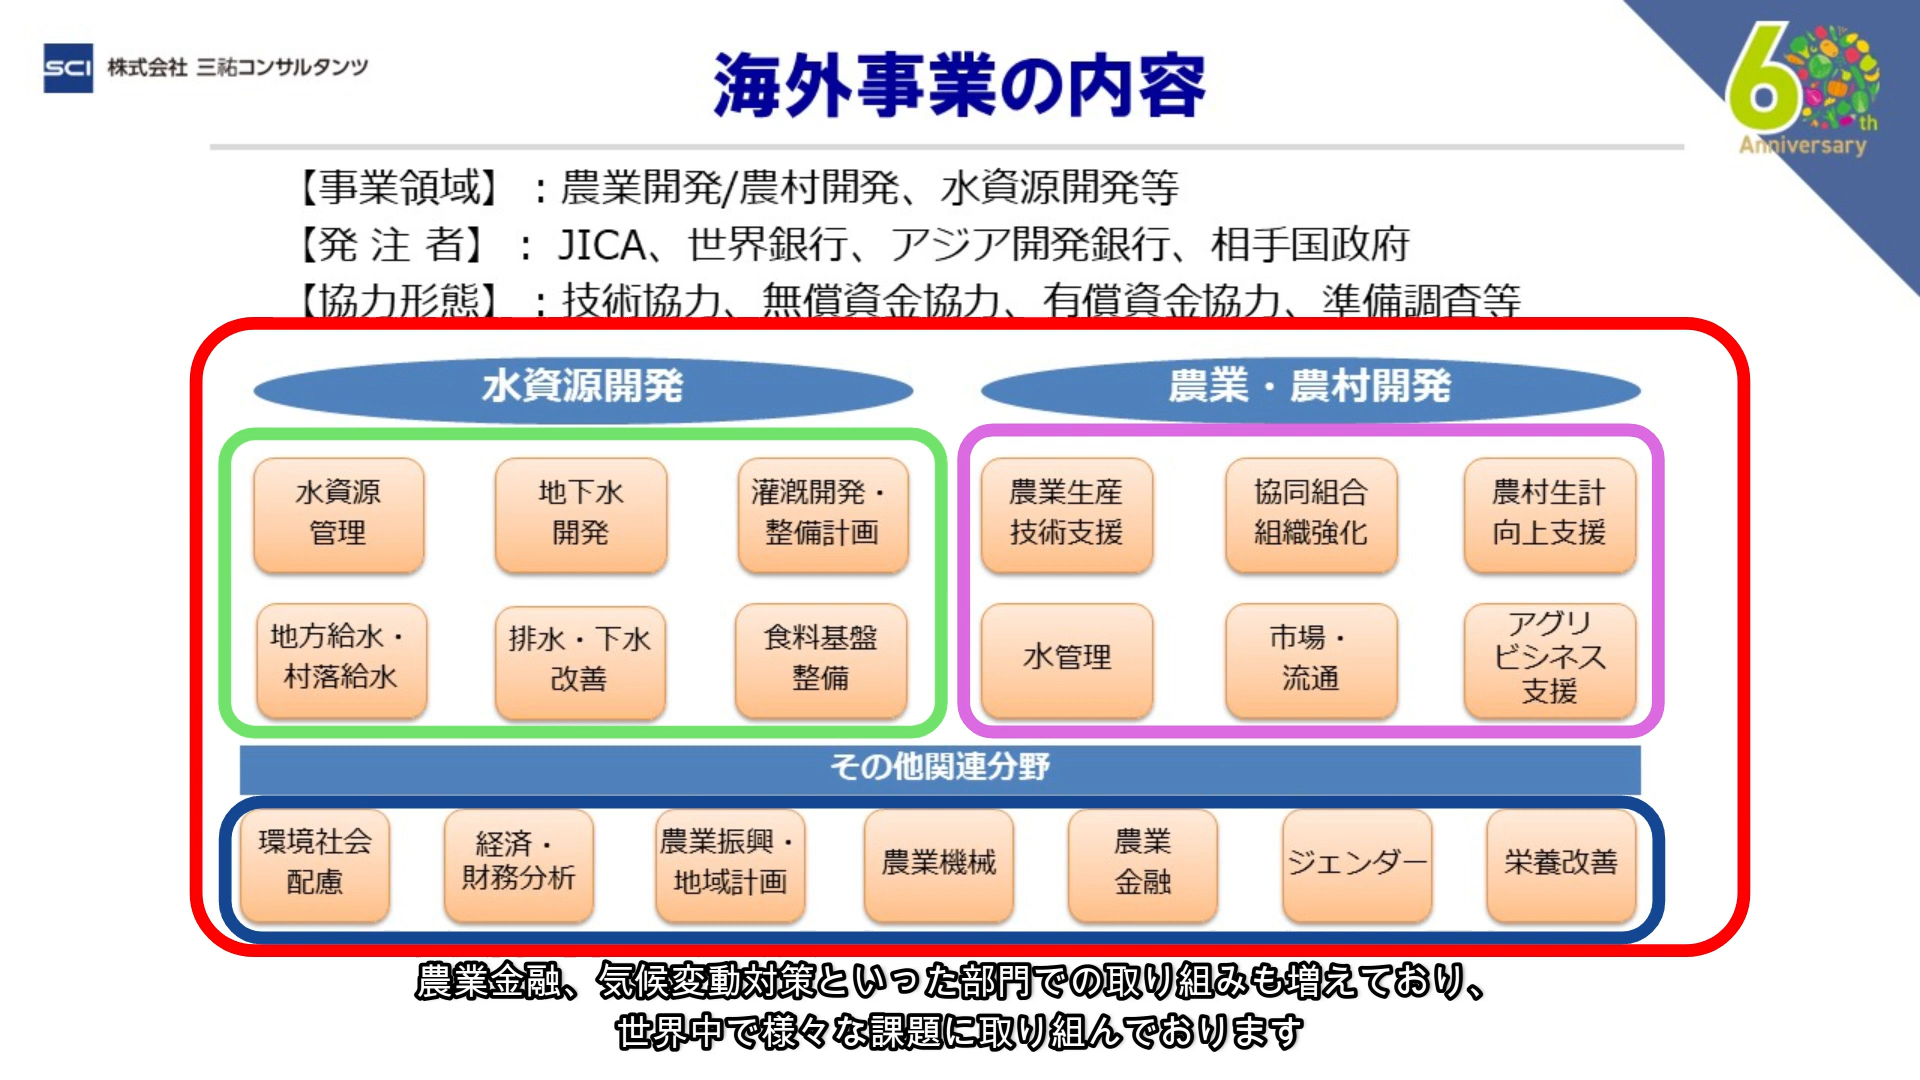 SCI 株式会社 三祐コンサルタンツ
海外事業の内容
60th
Anniversary
【事業領域】：農業開発/農村開発、水資源開発等
【発 注 者】： JICA、世界銀行、アジア開発銀行、相手国政府
【協力形態】：技術協力、無償資金協力、有償資金協力、準備調査等
水資源開発
農業・農村開発
水資源
管理
地下水
開発
灌漑開発・
整備計画
農業生産
技術支援
協同組合
組織強化
農村生計
向上支援
地方給水・
村落給水
排水・下水
改善
食料基盤
整備
水管理
市場・
流通
アグリ
ビジネス
支援
その他関連分野
環境社会
配慮
経済・
財務分析
農業振興・
地域計画
農業機械
農業
金融
ジェンダー
栄養改善
農業金融、気候変動対策といった部門での取り組みも増えており、
世界中で様々な課題に取り組んでおります